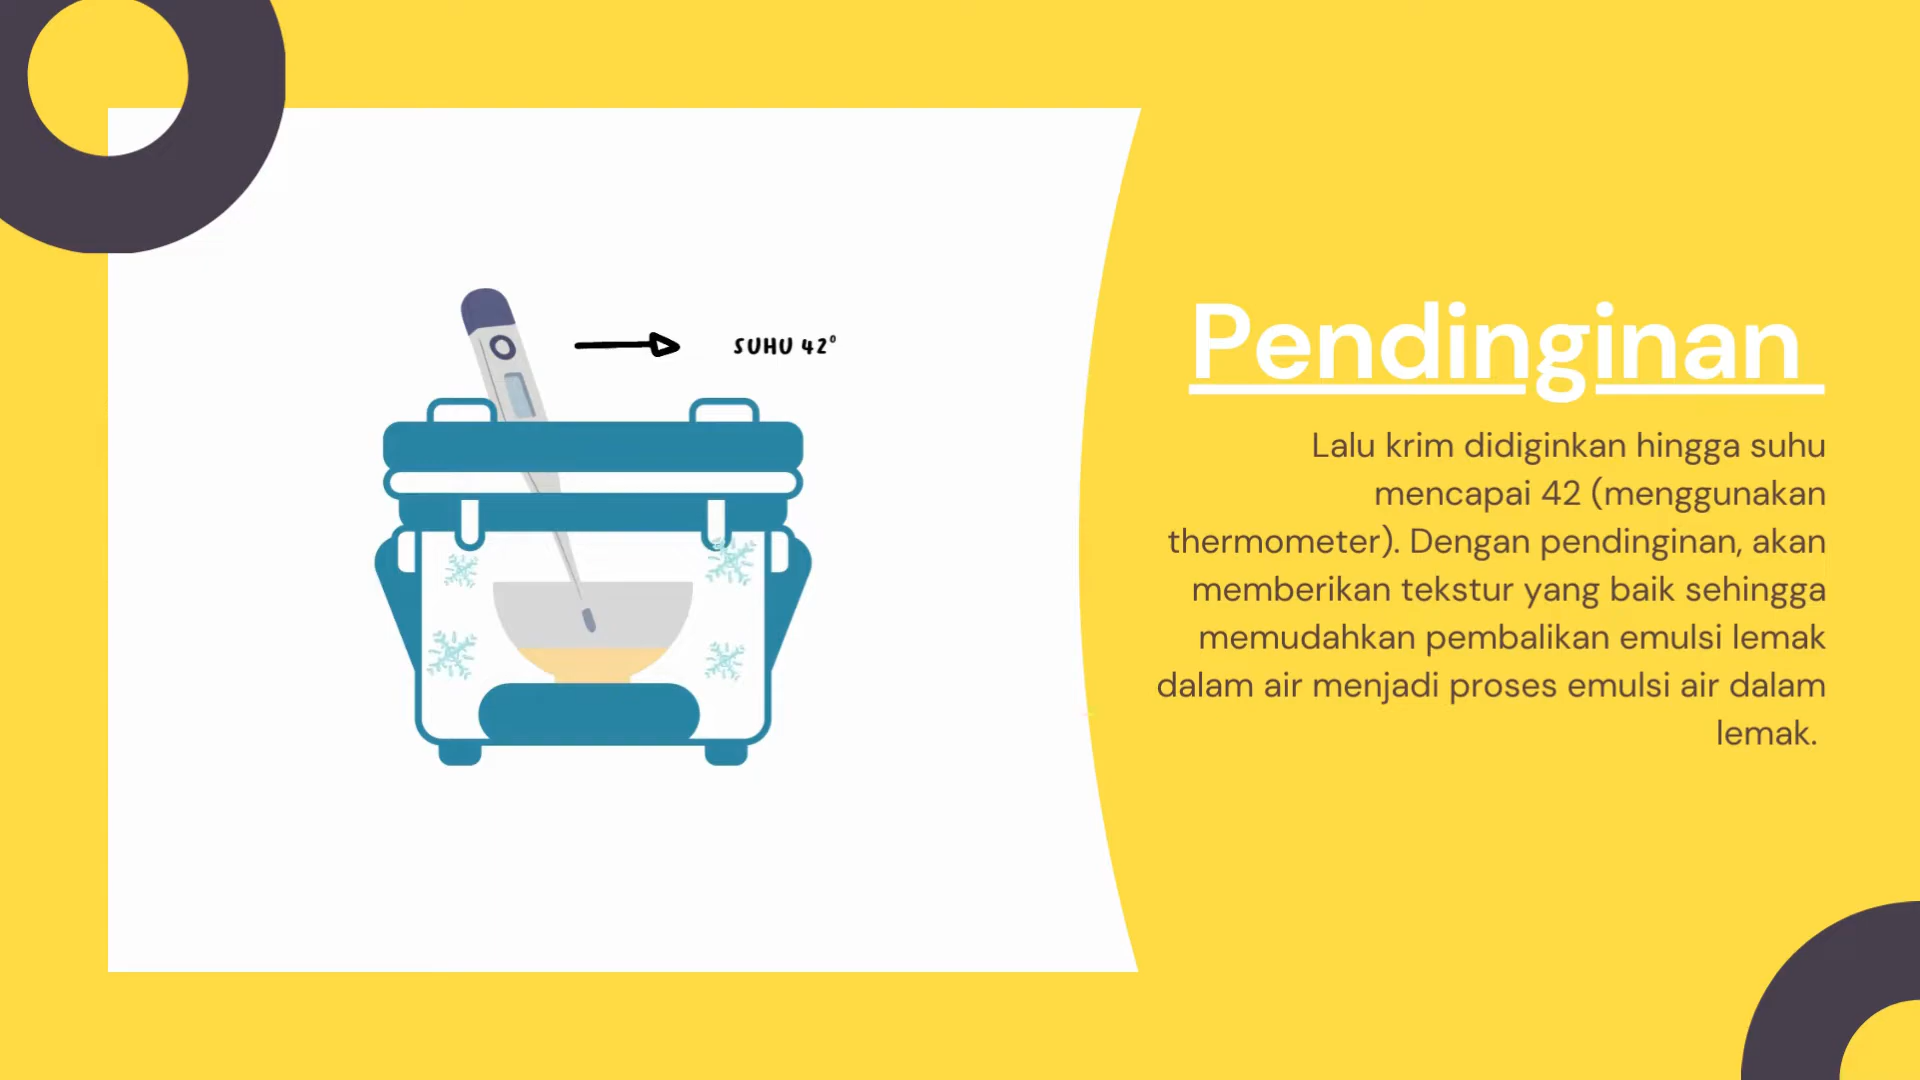 SUHU 42°
Pendinginan
Lalu krim didiginkan hingga suhu
mencapai 42 (menggunakan
thermometer). Dengan pendinginan, akan
memberikan tekstur yang baik sehingga
memudahkan pembalikan emulsi lemak
dalam air menjadi proses emulsi air dalam
lemak.